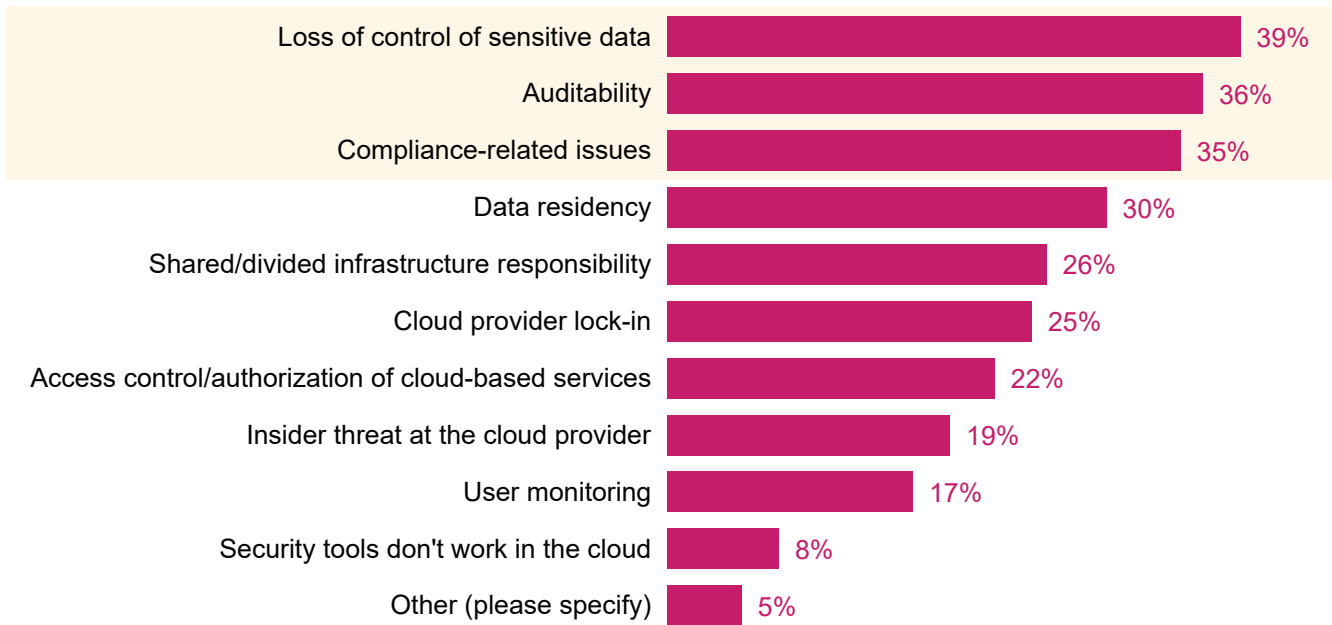 Loss of control of sensitive data 39%
Auditability 36%
Compliance-related issues 35%
Data residency 30%
Shared/divided infrastructure responsibility 26%
Cloud provider lock-in 25%
Access control/authorization of cloud-based services 22%
Insider threat at the cloud provider 19%
User monitoring 17%
Security tools don't work in the cloud 8%
Other (please specify) 5%